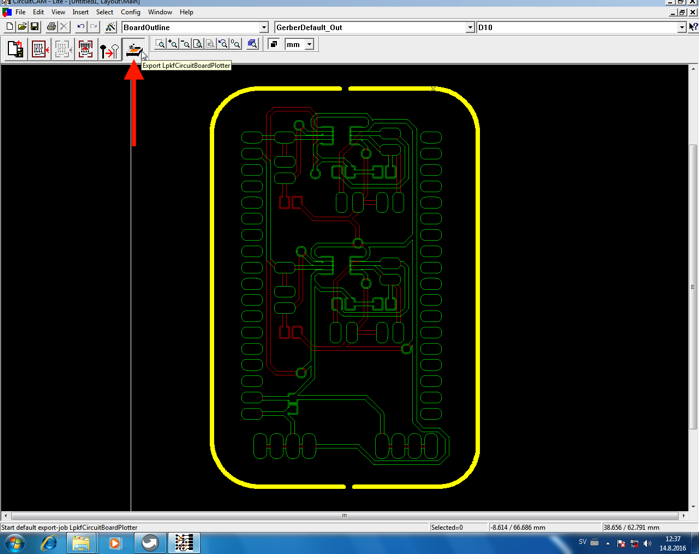 CircuitCAM - Lite - [Untitled1, Layout\Main]
File Edit View Insert Select Config Window Help
BoardOutline GerberDefault_Out D10
mm
Export LpkfCircuitBoardPlotter
Start default export-job LpkfCircuitBoardPlotter Selected=0 -8.614 / 66.686 mm 38.656 / 62.791 mm
SV 12:37
14.8.2016